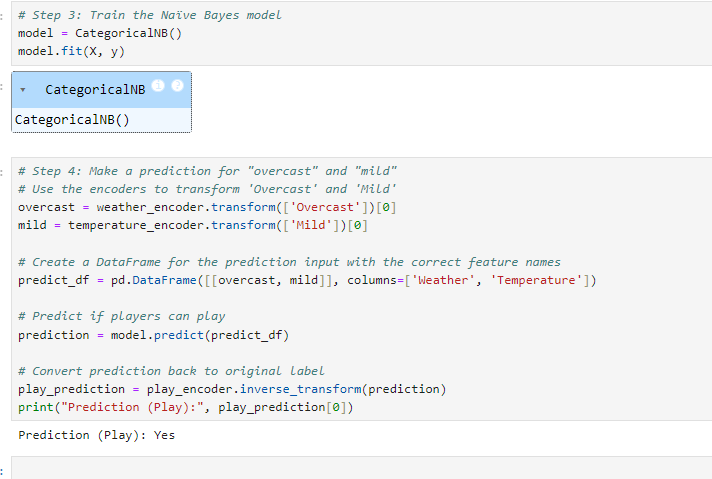 # Step 3: Train the Naïve Bayes model
model = CategoricalNB()
model.fit(X, y)
CategoricalNB i ?
CategoricalNB()
# Step 4: Make a prediction for "overcast" and "mild"
# Use the encoders to transform 'Overcast' and 'Mild'
overcast = weather_encoder.transform(['Overcast'])[0]
mild = temperature_encoder.transform(['Mild'])[0]
# Create a DataFrame for the prediction input with the correct feature names
predict_df = pd.DataFrame([[overcast, mild]], columns=['Weather', 'Temperature'])
# Predict if players can play
prediction = model.predict(predict_df)
# Convert prediction back to original label
play_prediction = play_encoder.inverse_transform(prediction)
print("Prediction (Play):", play_prediction[0])
Prediction (Play): Yes